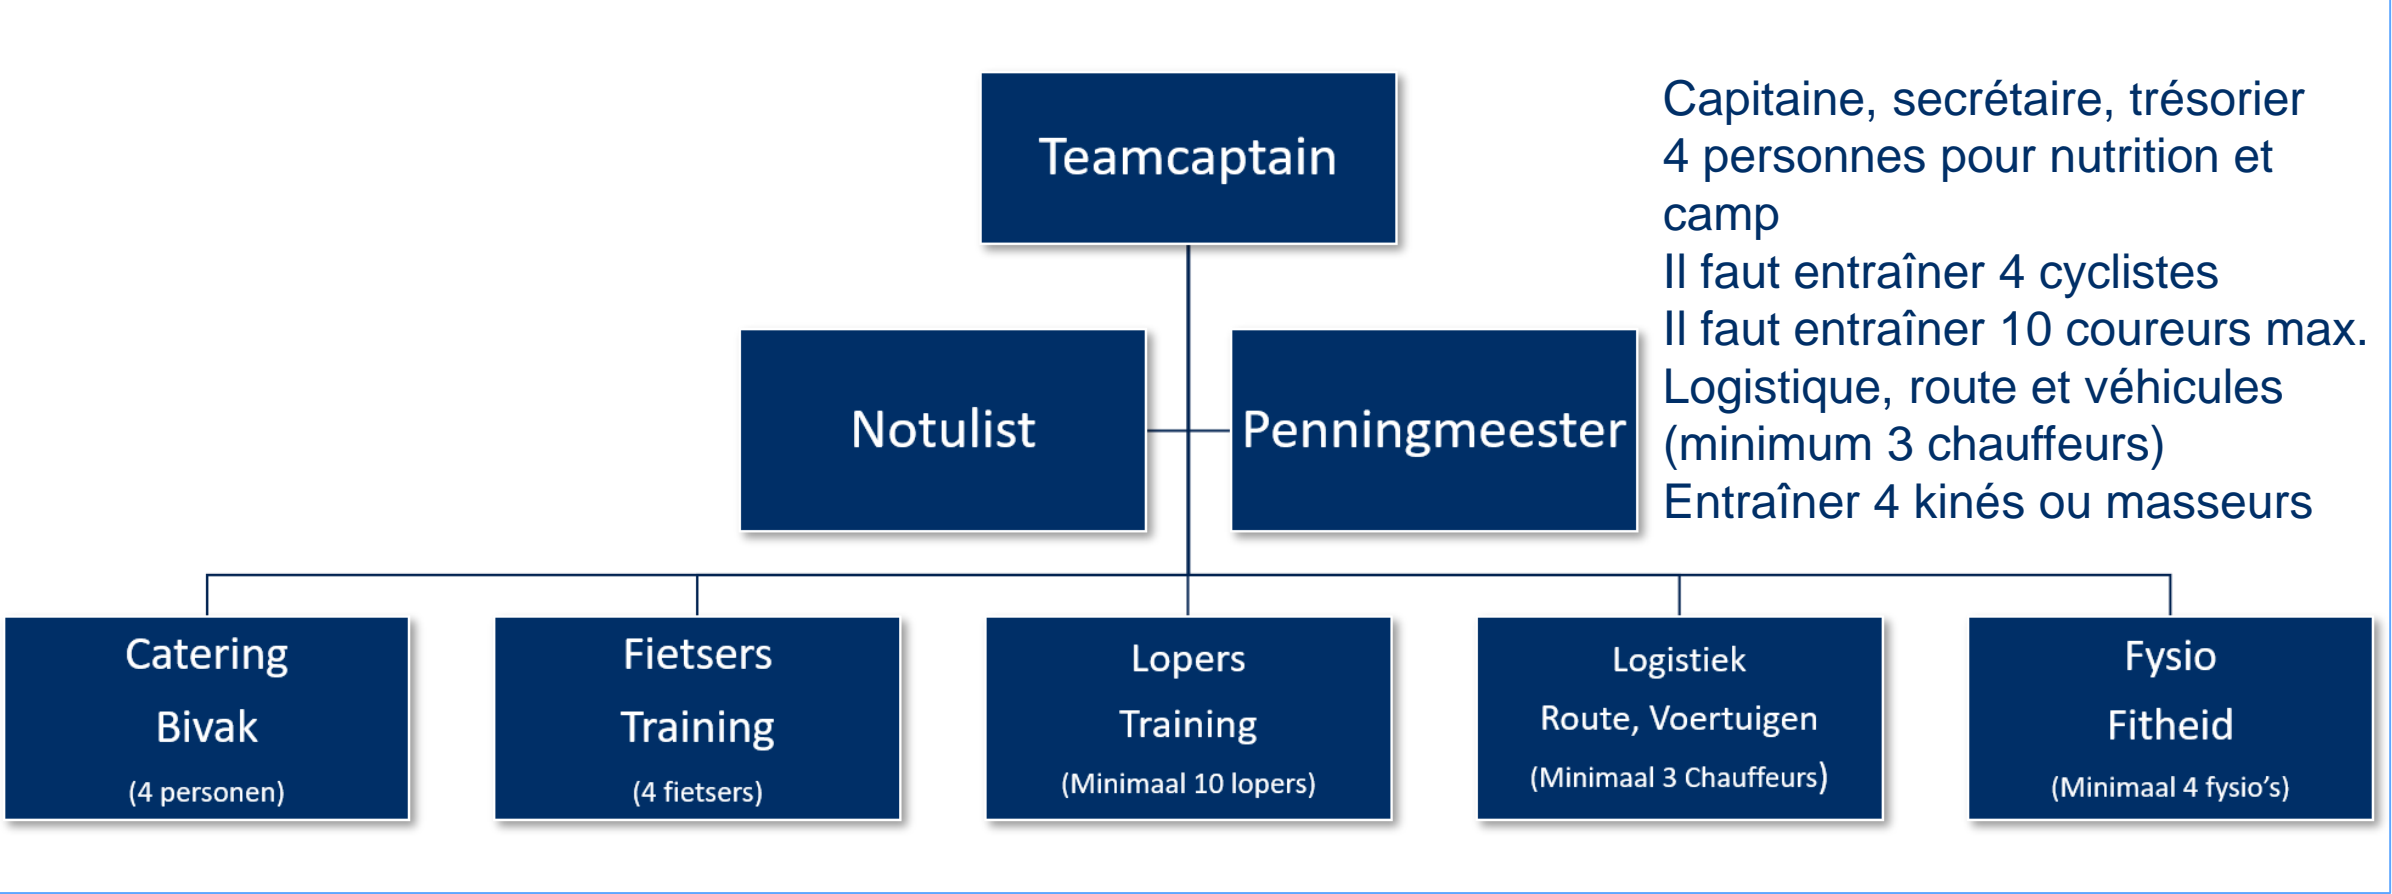 Teamcaptain
Capitaine, secrétaire, trésorier
4 personnes pour nutrition et
camp
Il faut entraîner 4 cyclistes
Il faut entraîner 10 coureurs max.
Logistique, route et véhicules
(minimum 3 chauffeurs)
Entraîner 4 kinés ou masseurs
Notulist
Penningmeester
Catering
Bivak
(4 personen)
Fietsers
Training
(4 fietsers)
Lopers
Training
(Minimaal 10 lopers)
Logistiek
Route, Voertuigen
(Minimaal 3 Chauffeurs)
Fysio
Fitheid
(Minimaal 4 fysio’s)